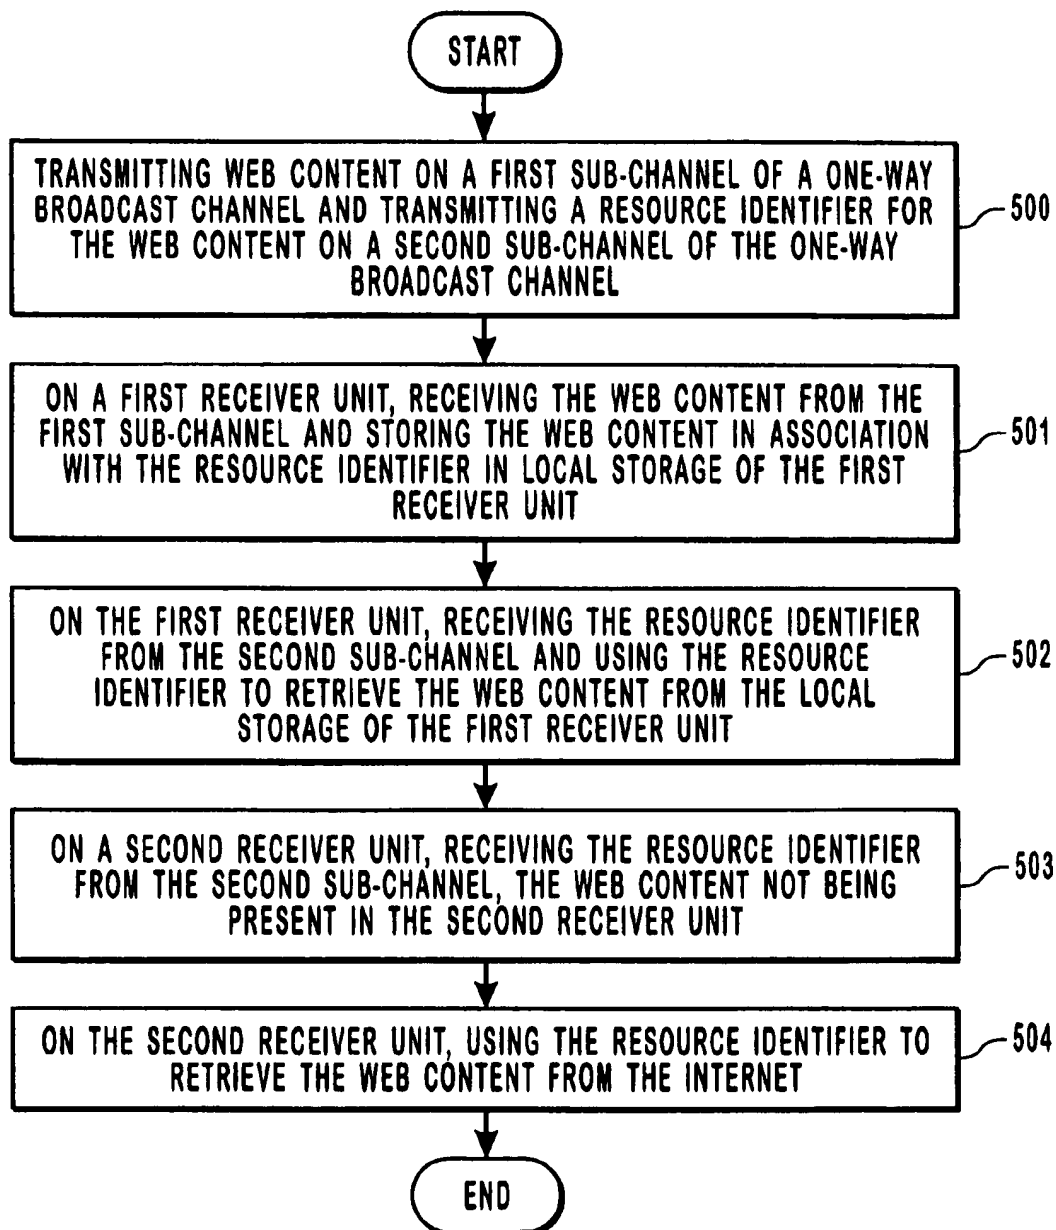 START
TRANSMITTING WEB CONTENT ON A FIRST SUB-CHANNEL OF A ONE-WAY
BROADCAST CHANNEL AND TRANSMITTING A RESOURCE IDENTIFIER FOR
THE WEB CONTENT ON A SECOND SUB-CHANNEL OF THE ONE-WAY
BROADCAST CHANNEL
500
ON A FIRST RECEIVER UNIT, RECEIVING THE WEB CONTENT FROM THE
FIRST SUB-CHANNEL AND STORING THE WEB CONTENT IN ASSOCIATION
WITH THE RESOURCE IDENTIFIER IN LOCAL STORAGE OF THE FIRST
RECEIVER UNIT
501
ON THE FIRST RECEIVER UNIT, RECEIVING THE RESOURCE IDENTIFIER
FROM THE SECOND SUB-CHANNEL AND USING THE RESOURCE
IDENTIFIER TO RETRIEVE THE WEB CONTENT FROM THE LOCAL
STORAGE OF THE FIRST RECEIVER UNIT
502
ON A SECOND RECEIVER UNIT, RECEIVING THE RESOURCE IDENTIFIER
FROM THE SECOND SUB-CHANNEL, THE WEB CONTENT NOT BEING
PRESENT IN THE SECOND RECEIVER UNIT
503
ON THE SECOND RECEIVER UNIT, USING THE RESOURCE IDENTIFIER TO
RETRIEVE THE WEB CONTENT FROM THE INTERNET
504
END